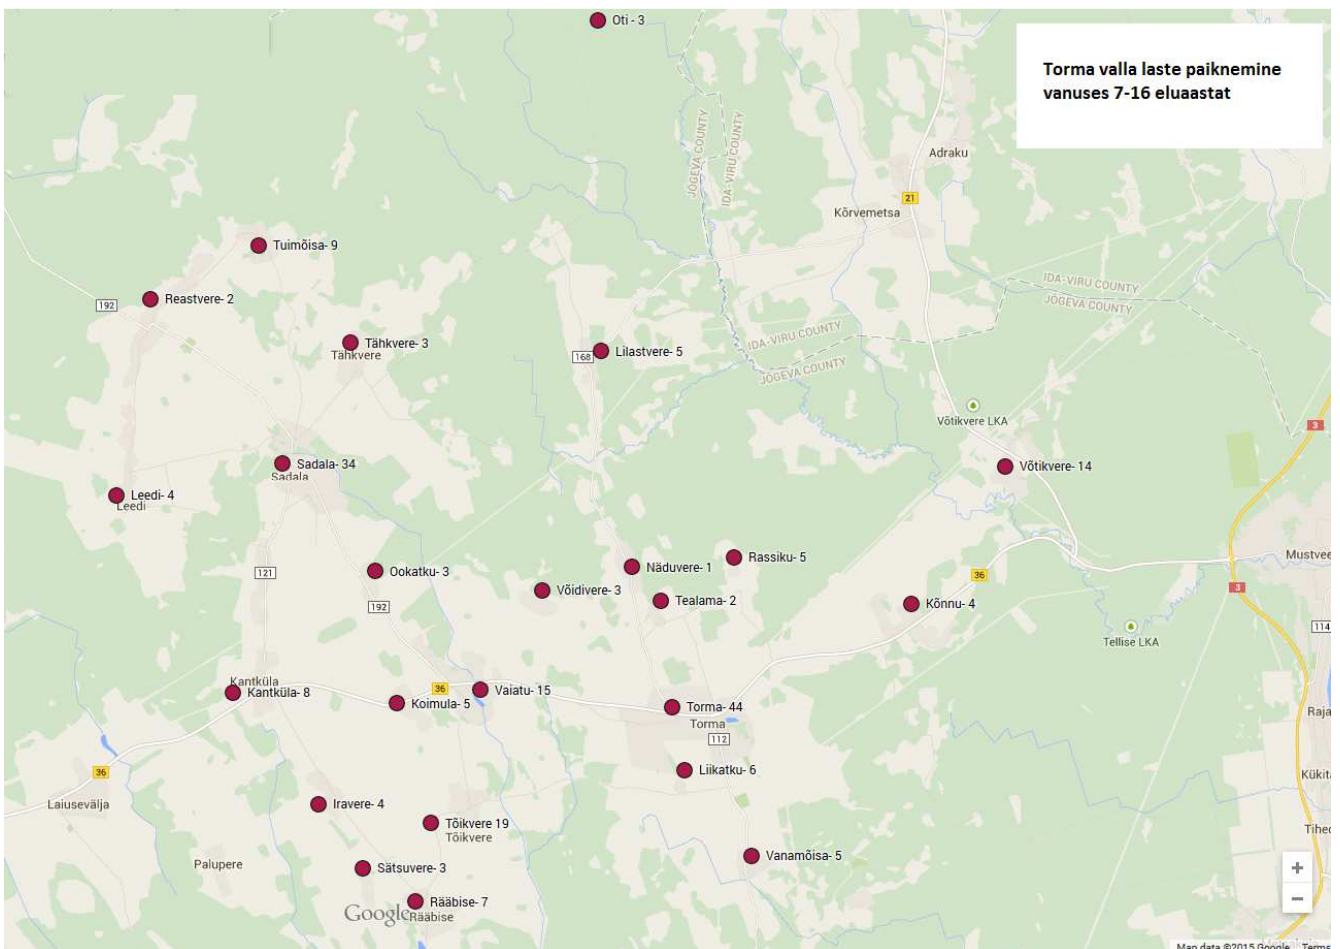 Oti - 3
Torma valla laste paiknemine
vanuses 7-16 eluaastat
JÕGEVA COUNTY
IDA-VIRU COUNTY
Adraku
21
Kõrvemetsa
Tuimõisa- 9
Reastvere- 2
192
IDA-VIRU COUNTY
JÕGEVA COUNTY
Tähkvere- 3
Tähkvere
Lilastvere- 5
168
IDA-VIRU COUNTY
JÕGEVA COUNTY
Võtikvere LKA
3
Sadala- 34
Sadala
Võtikvere- 14
Leedi- 4
Leedi
Mustvee
Rassiku- 5
Näduvere- 1
Ookatku- 3
121
36
Võidivere- 3
Tealama- 2
Kõnnu- 4
3
192
114
Tellise LKA
Kantküla
Kantküla- 8
36
Vaiatu- 15
Koimula- 5
Torma- 44
Torma
Raja
112
Liikatku- 6
36
Kükita
Laiusevälja
Iravere- 4
Tõikvere 19
Tõikvere
Tihed
Vanamõisa- 5
Palupere
Sätsuvere- 3
+
Rääbise- 7
−
Google
Rääbise
Map data ©2015 Google
Terms